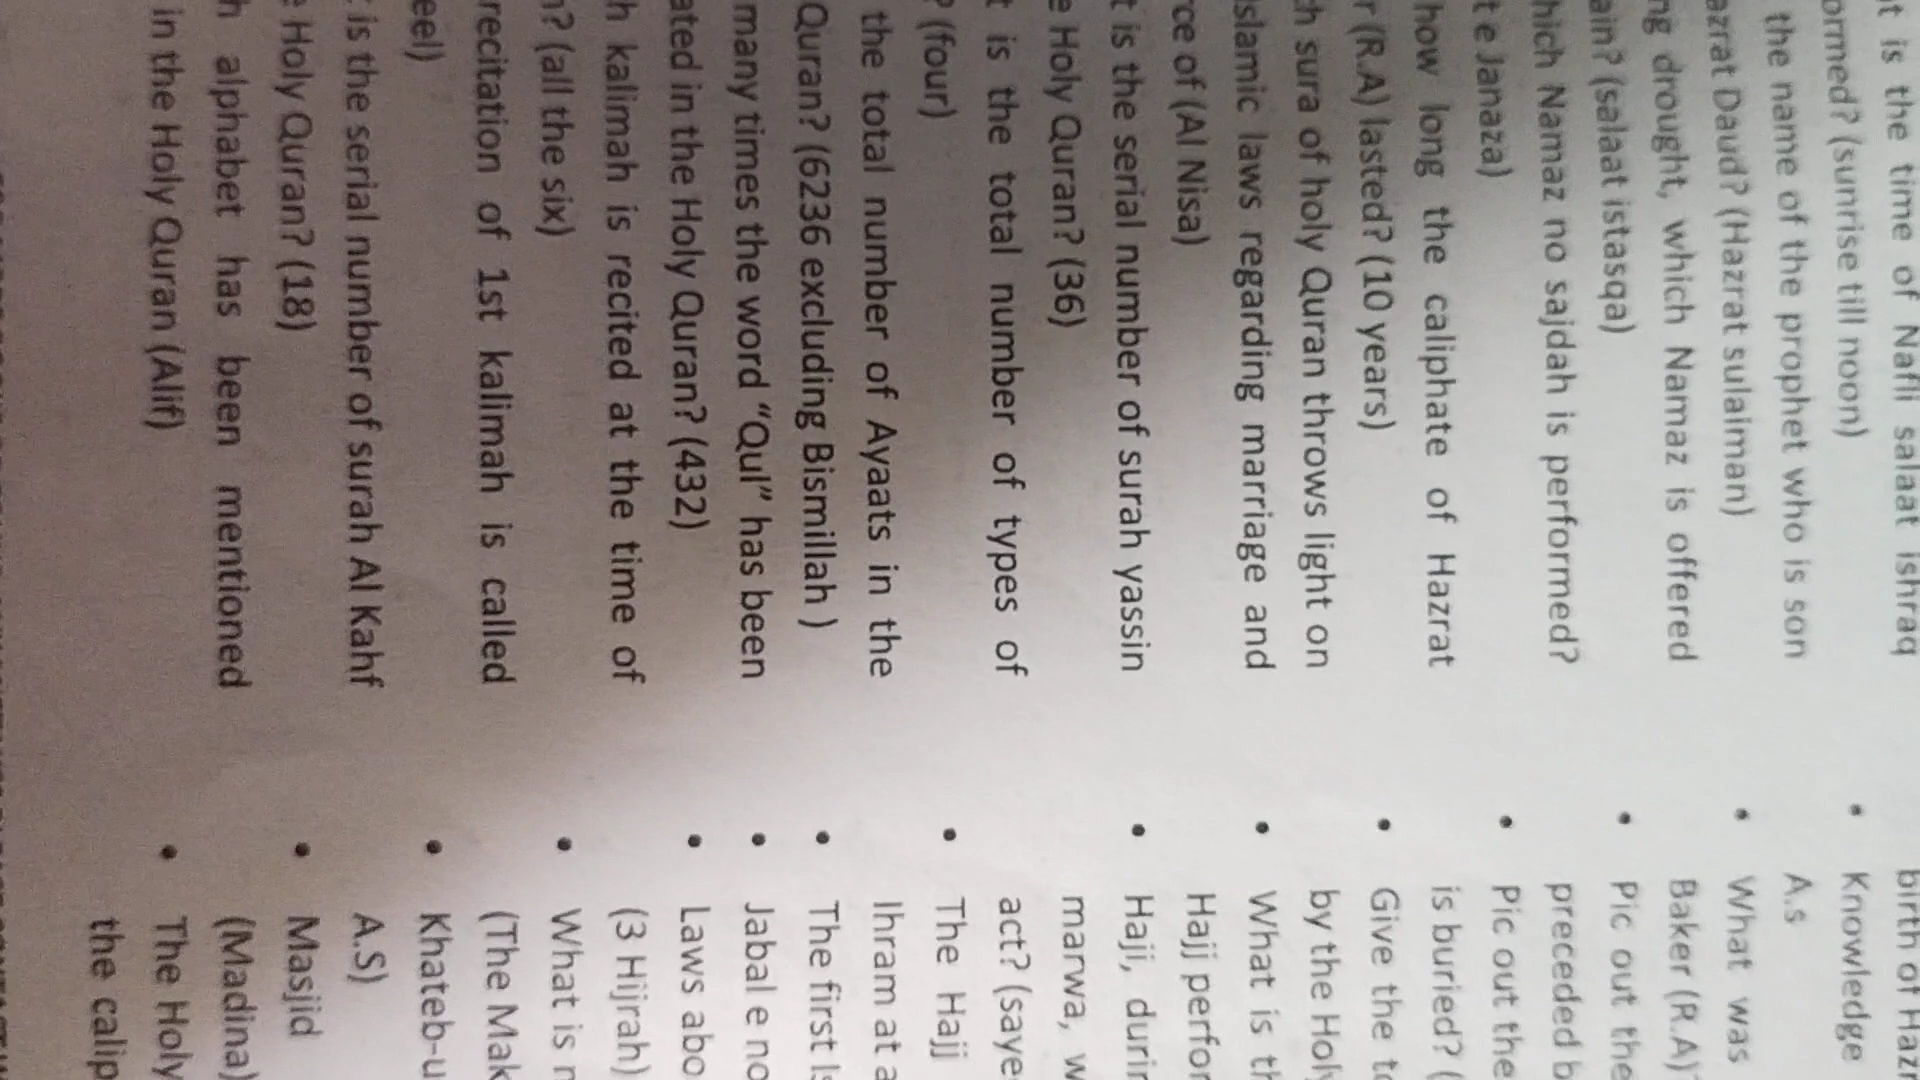 is the time of Nafli salaat ishraq
ormed? (sunrise till noon)
the name of the prophet who is son
azrat Daud? (Hazrat sulaiman)
ng drought, which Namaz is offered
ain? (salaat istasqa)
hich Namaz no sajdah is performed?
t e Janaza)
how long the caliphate of Hazrat
r (R.A) lasted? (10 years)
ch sura of holy Quran throws light on
slamic laws regarding marriage and
rce of (Al Nisa)
t is the serial number of surah yassin
e Holy Quran? (36)
t is the total number of types of
? (four)
the total number of Ayaats in the
Quran? (6236 excluding Bismillah )
many times the word "Qul" has been
ated in the Holy Quran? (432)
h kalimah is recited at the time of
n? (all the six)
recitation of 1st kalimah is called
eel)
is the serial number of surah Al Kahf
e Holy Quran? (18)
h alphabet has been mentioned
in the Holy Quran (Alif)
birth of Hazr
• Knowledge
A.s
• What was
Baker (R.A)
• Pic out the
preceded b
• Pic out the
is buried? (
• Give the to
by the Holy
• What is th
Hajj perfor
• Haji, durin
marwa, w
act? (saye
• The Hajj
Ihram at a
• The first Is
• Jabal e no
• Laws abo
(3 Hijrah)
• What is n
(The Mak
• Khateb-u
A.S)
• Masjid
(Madina)
• The Holy
the calip